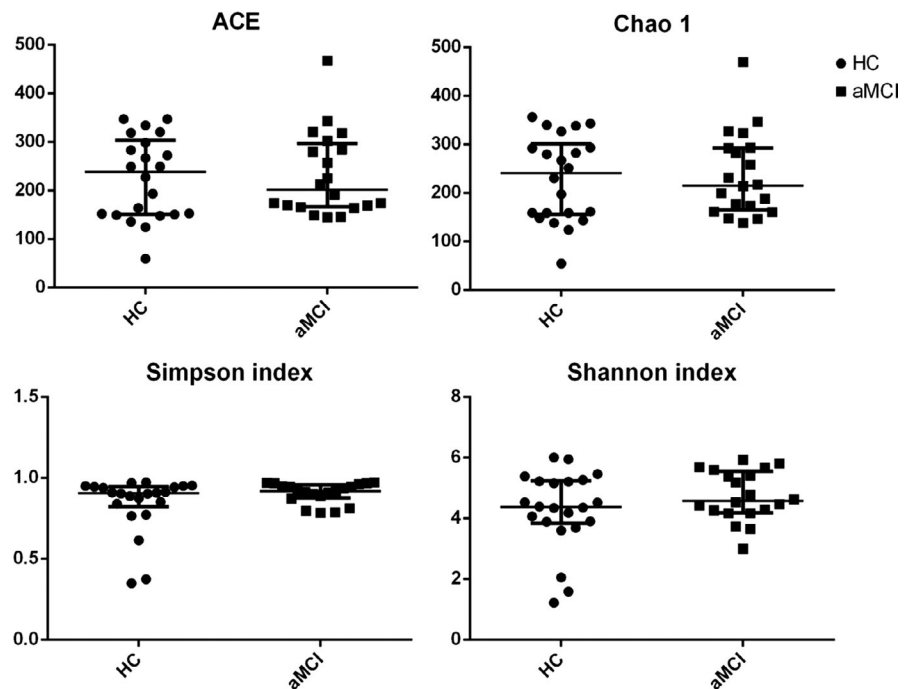 ACE
500
400
300
200
100
0
HC
aMCI
Chao 1
500
400
300
200
100
0
HC
aMCI
HC
aMCI
Simpson index
1.5
1.0
0.5
0.0
HC
aMCI
Shannon index
8
6
4
2
0
HC
aMCI